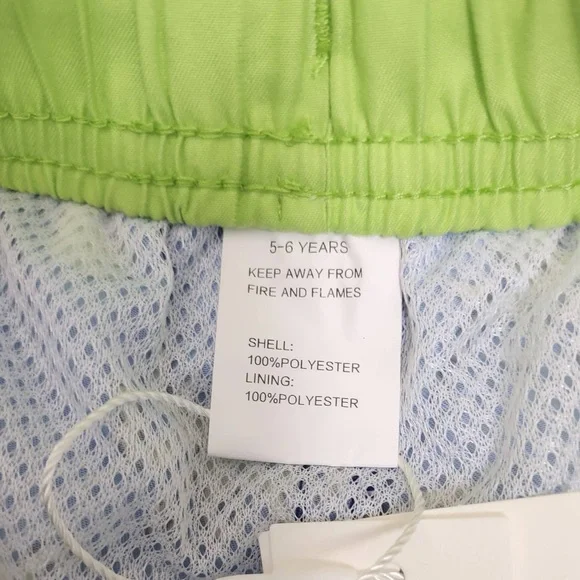 5-6 YEARS
KEEP AWAY FROM
FIRE AND FLAMES
SHELL:
100%POLYESTER
LINING:
100%POLYESTER